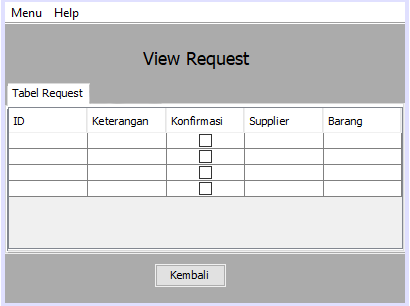 Menu Help
View Request
Tabel Request
ID Keterangan Konfirmasi Supplier Barang
Kembali